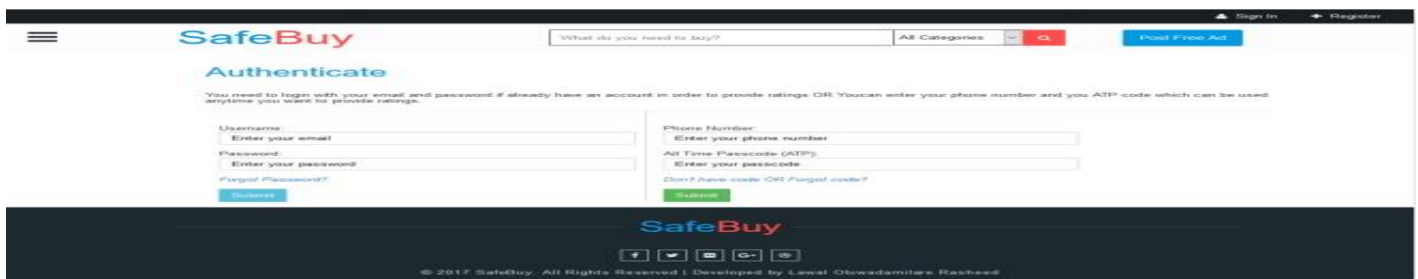 Sign In Register
SafeBuy
What do you need to buy? All Categories Post Free Ad
Authenticate
You need to login with your email and password if already have an account in order to provide ratings OR Youcan enter your phone number and you ATP code which can be used
anytime you want to provide ratings.
Username:
Enter your email
Password:
Enter your password
Forgot Password?
Submit
Phone Number:
Enter your phone number
All Time Passcode (ATP):
Enter your passcode
Don't have code OR Forgot code?
Submit
SafeBuy
© 2017 SafeBuy. All Rights Reserved | Developed by Lawal Oluwadamilare Rasheed